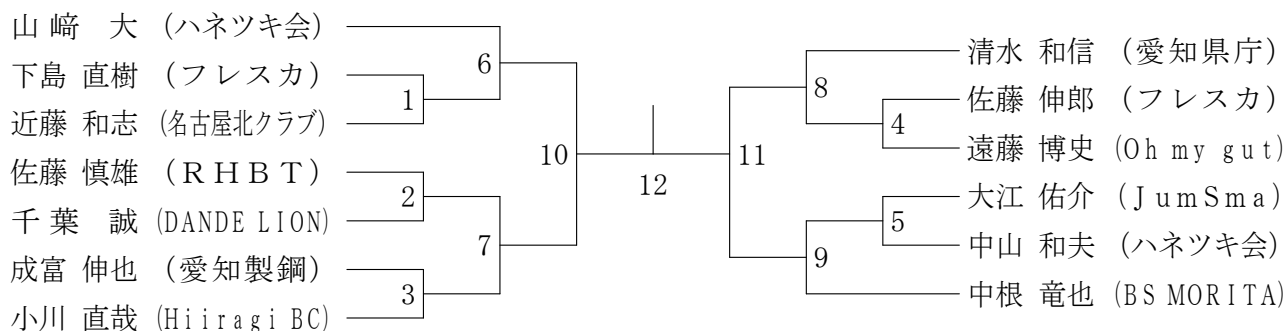 山﨑 大 (ハネツキ会)
下島 直樹 (フレスカ)
近藤 和志 (名古屋北クラブ)
佐藤 慎雄 (ＲＨＢＴ)
千葉 誠 (DANDE LION)
成富 伸也 (愛知製鋼)
小川 直哉 (Hiiragi BC)
1
2
3
6
7
10
12
11
8
9
4
5
清水 和信 (愛知県庁)
佐藤 伸郎 (フレスカ)
遠藤 博史 (Oh my gut)
大江 佑介 (JumSma)
中山 和夫 (ハネツキ会)
中根 竜也 (BS MORITA)